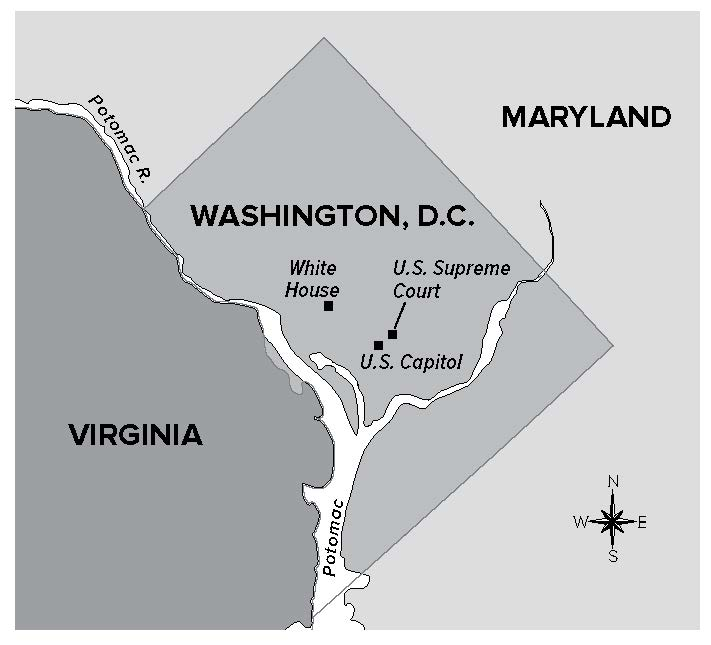 Potomac R.
MARYLAND
WASHINGTON, D.C.
White
House
U.S. Supreme
Court
U.S. Capitol
VIRGINIA
Potomac
N
W
E
S